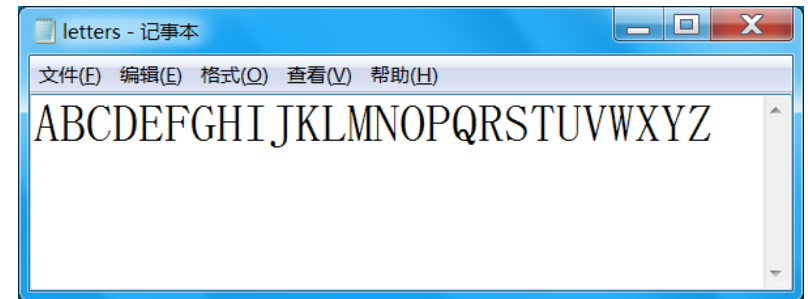 letters - 记事本
文件(F) 编辑(E) 格式(O) 查看(V) 帮助(H)
ABCDEFGHIJKLMNOPQRSTUVWXYZ